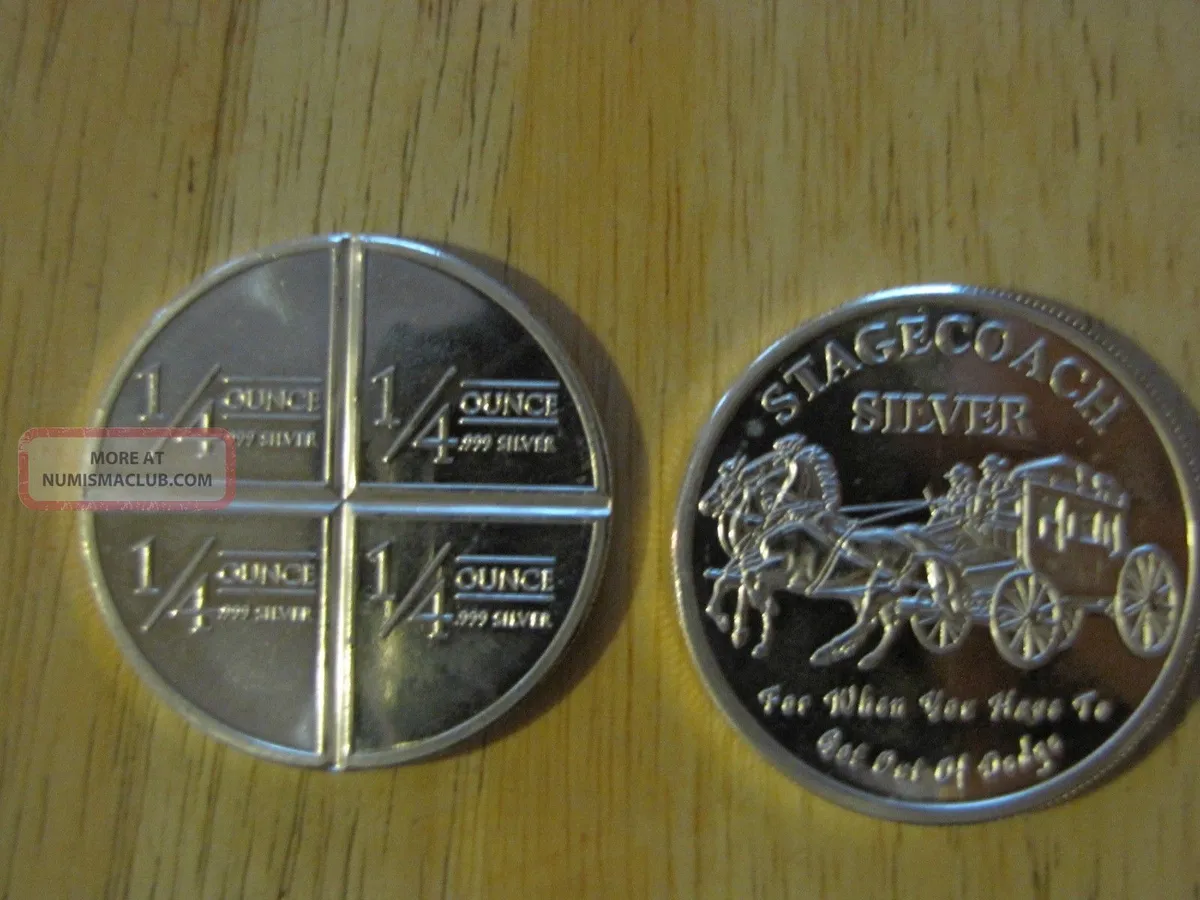 1/4 OUNCE
.999 SILVER
1/4 OUNCE
.999 SILVER
1/4 OUNCE
.999 SILVER
1/4 OUNCE
.999 SILVER
MORE AT
NUMISMACLUB.COM
STAGECOACH
SILVER
For When You Have To
Get Out Of Dodge